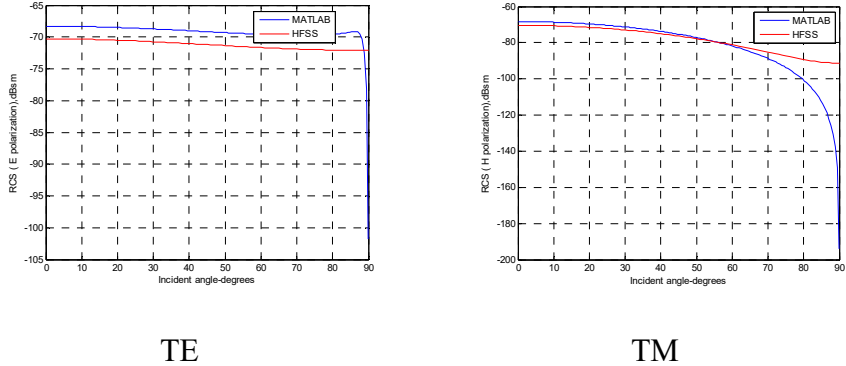 -65
-70
-75
-80
-85
-90
-95
-100
-105
RCS ( E polarization),dBsm
MATLAB
HFSS
0 10 20 30 40 50 60 70 80 90
Incident angle-degrees
TE
-60
-80
-100
-120
-140
-160
-180
-200
RCS ( H polarization),dBsm
MATLAB
HFSS
0 10 20 30 40 50 60 70 80 90
Incident angle-degrees
TM